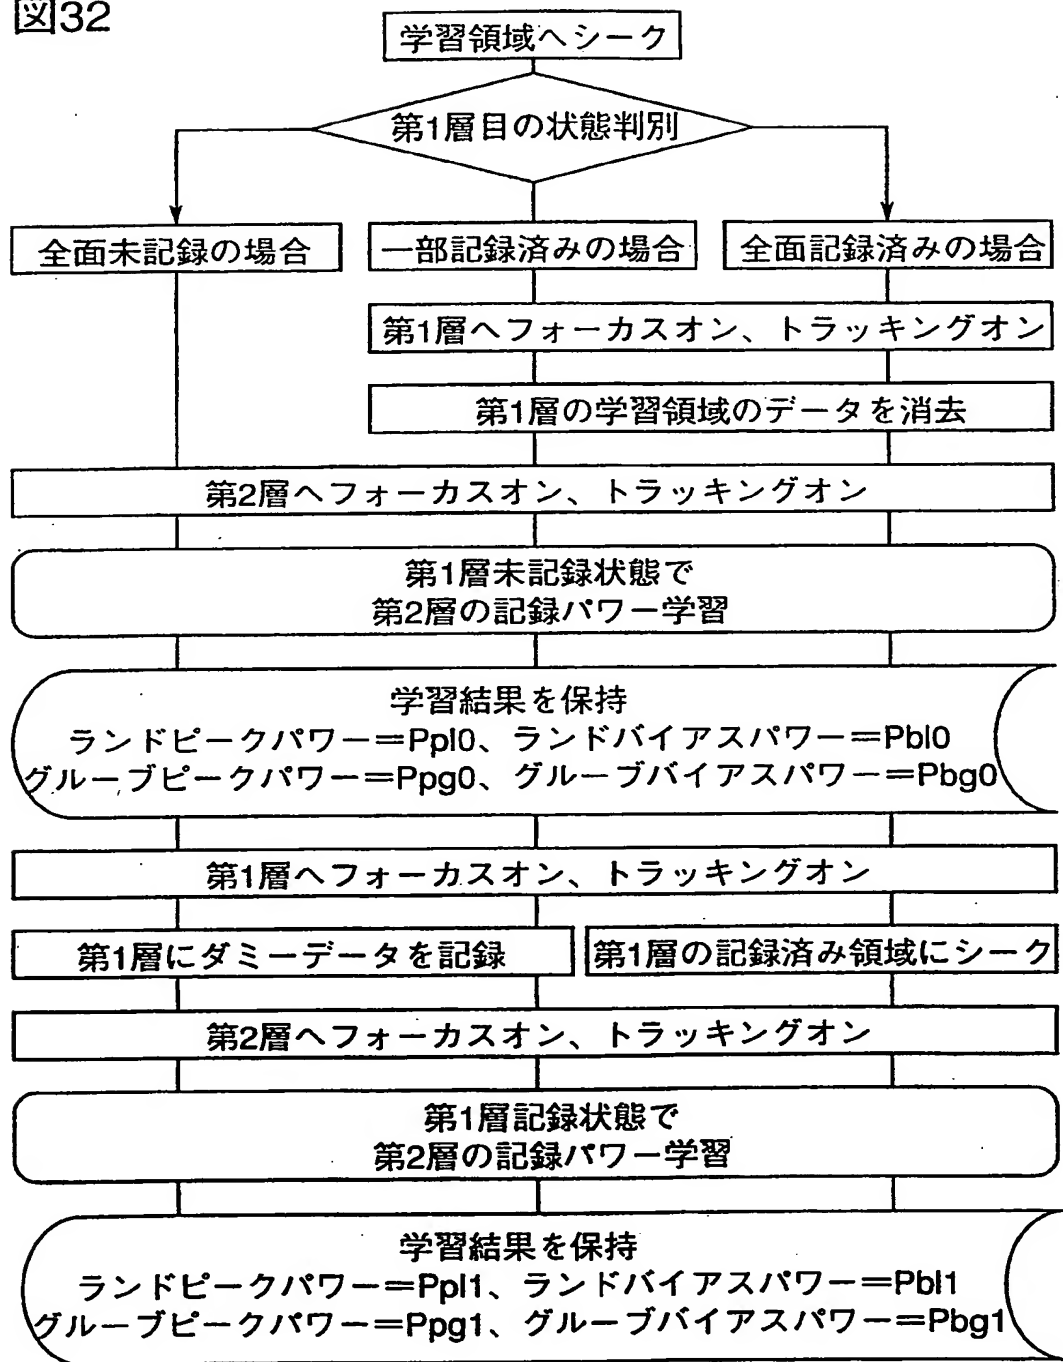 図32
学習領域へシーク
第1層目の状態判別
全面未記録の場合
一部記録済みの場合
全面記録済みの場合
第1層へフォーカスオン、トラッキングオン
第1層の学習領域のデータを消去
第2層へフォーカスオン、トラッキングオン
第1層未記録状態で
第2層の記録パワー学習
学習結果を保持
ランドピークパワー=Ppl0、ランドバイアスパワー=Pbl0
グルーブピークパワー=Ppg0、グルーブバイアスパワー=Pbg0
第1層へフォーカスオン、トラッキングオン
第1層にダミーデータを記録
第1層の記録済み領域にシーク
第2層へフォーカスオン、トラッキングオン
第1層記録状態で
第2層の記録パワー学習
学習結果を保持
ランドピークパワー=Ppl1、ランドバイアスパワー=Pbl1
グルーブピークパワー=Ppg1、グルーブバイアスパワー=Pbg1